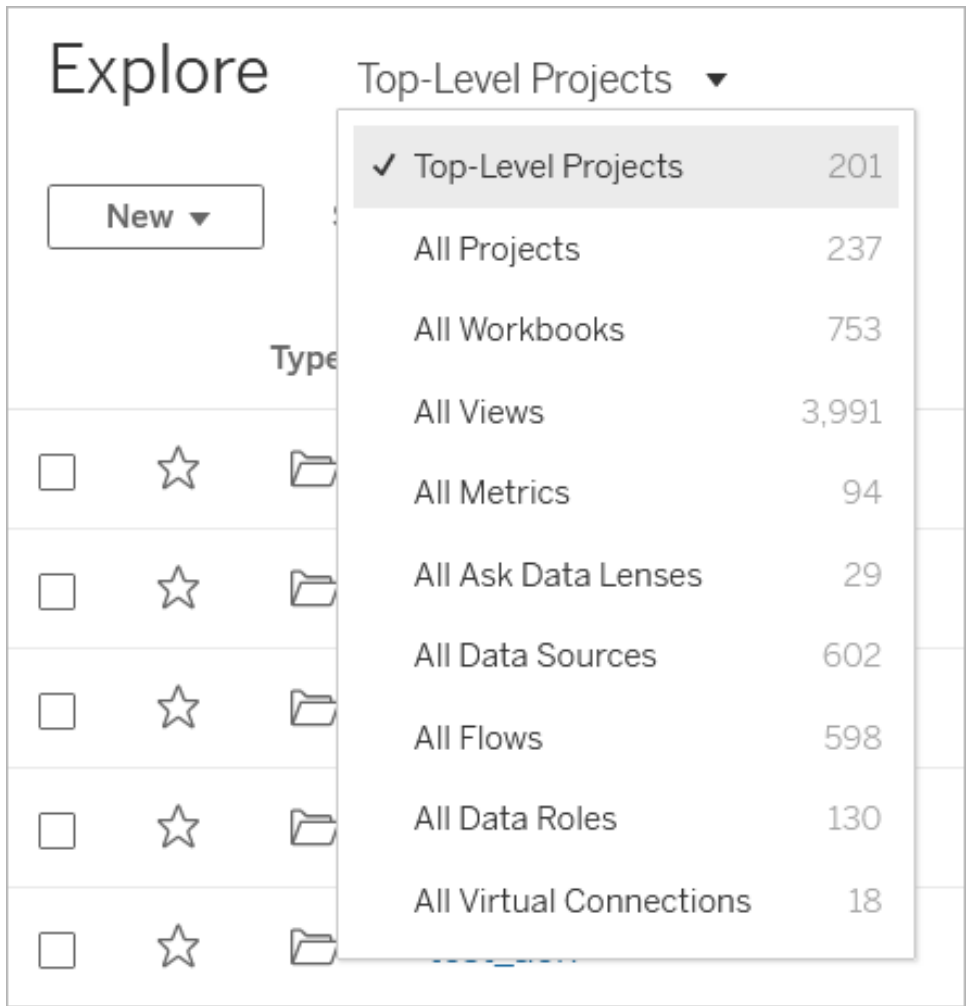 Explore Top-Level Projects
Top-Level Projects 201
New
All Projects 237
All Workbooks 753
Type
All Views 3,991
All Metrics 94
All Ask Data Lenses 29
All Data Sources 602
All Flows 598
All Data Roles 130
All Virtual Connections 18